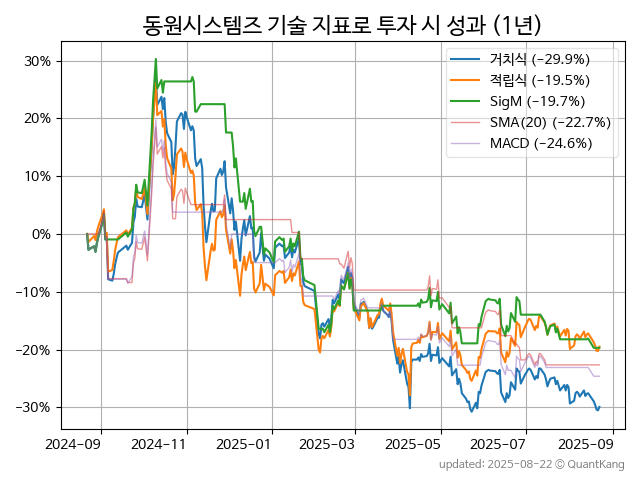 동원시스템즈 기술 지표로 투자 시 성과 (1년)
거치식 (−29.9%)
적립식 (−19.5%)
SigM (−19.7%)
SMA(20) (−22.7%)
MACD (−24.6%)
30%
20%
10%
0%
−10%
−20%
−30%
2024-09 2024-11 2025-01 2025-03 2025-05 2025-07 2025-09
updated: 2025-08-22 © QuantKang